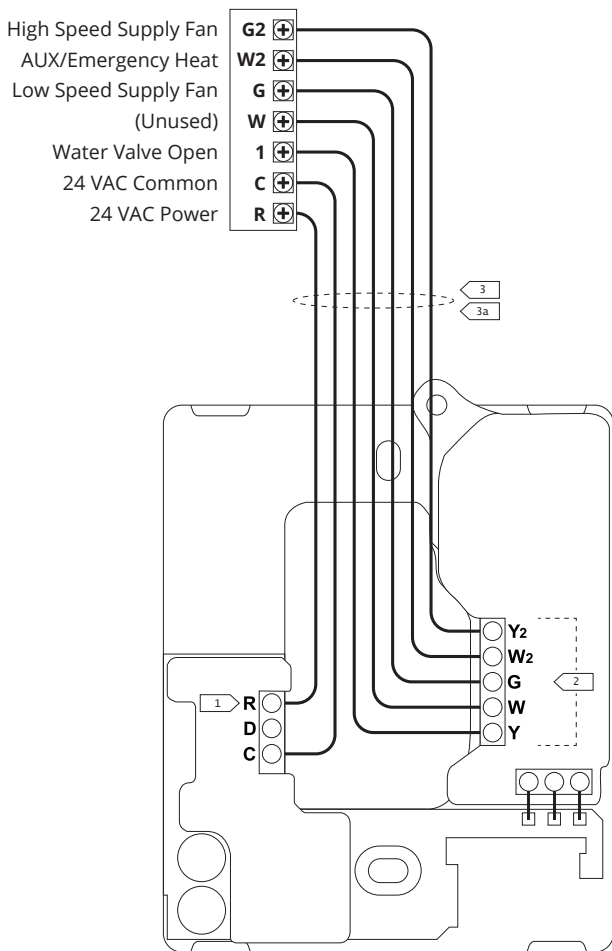 High Speed Supply Fan G2
AUX/Emergency Heat W2
Low Speed Supply Fan G
(Unused) W
Water Valve Open 1
24 VAC Common C
24 VAC Power R
3
3a
Y2
W2
G 2
W
Y
1 R
D
C